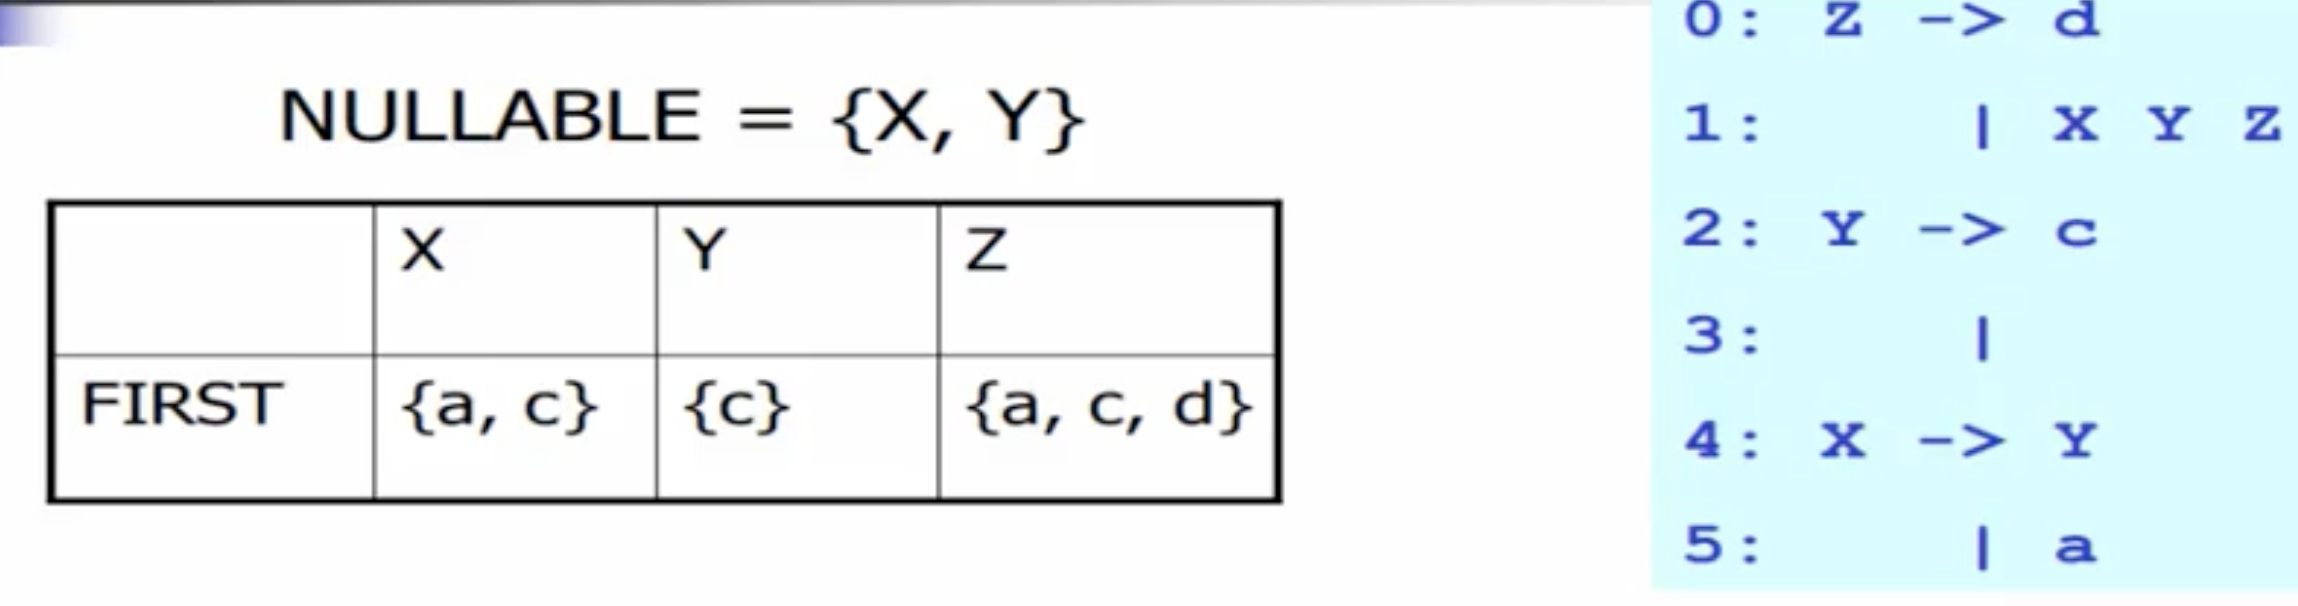 NULLABLE = {X, Y}
X Y Z
FIRST {a, c} {c} {a, c, d}
0: Z -> d
1: | X Y Z
2: Y -> c
3: |
4: X -> Y
5: | a